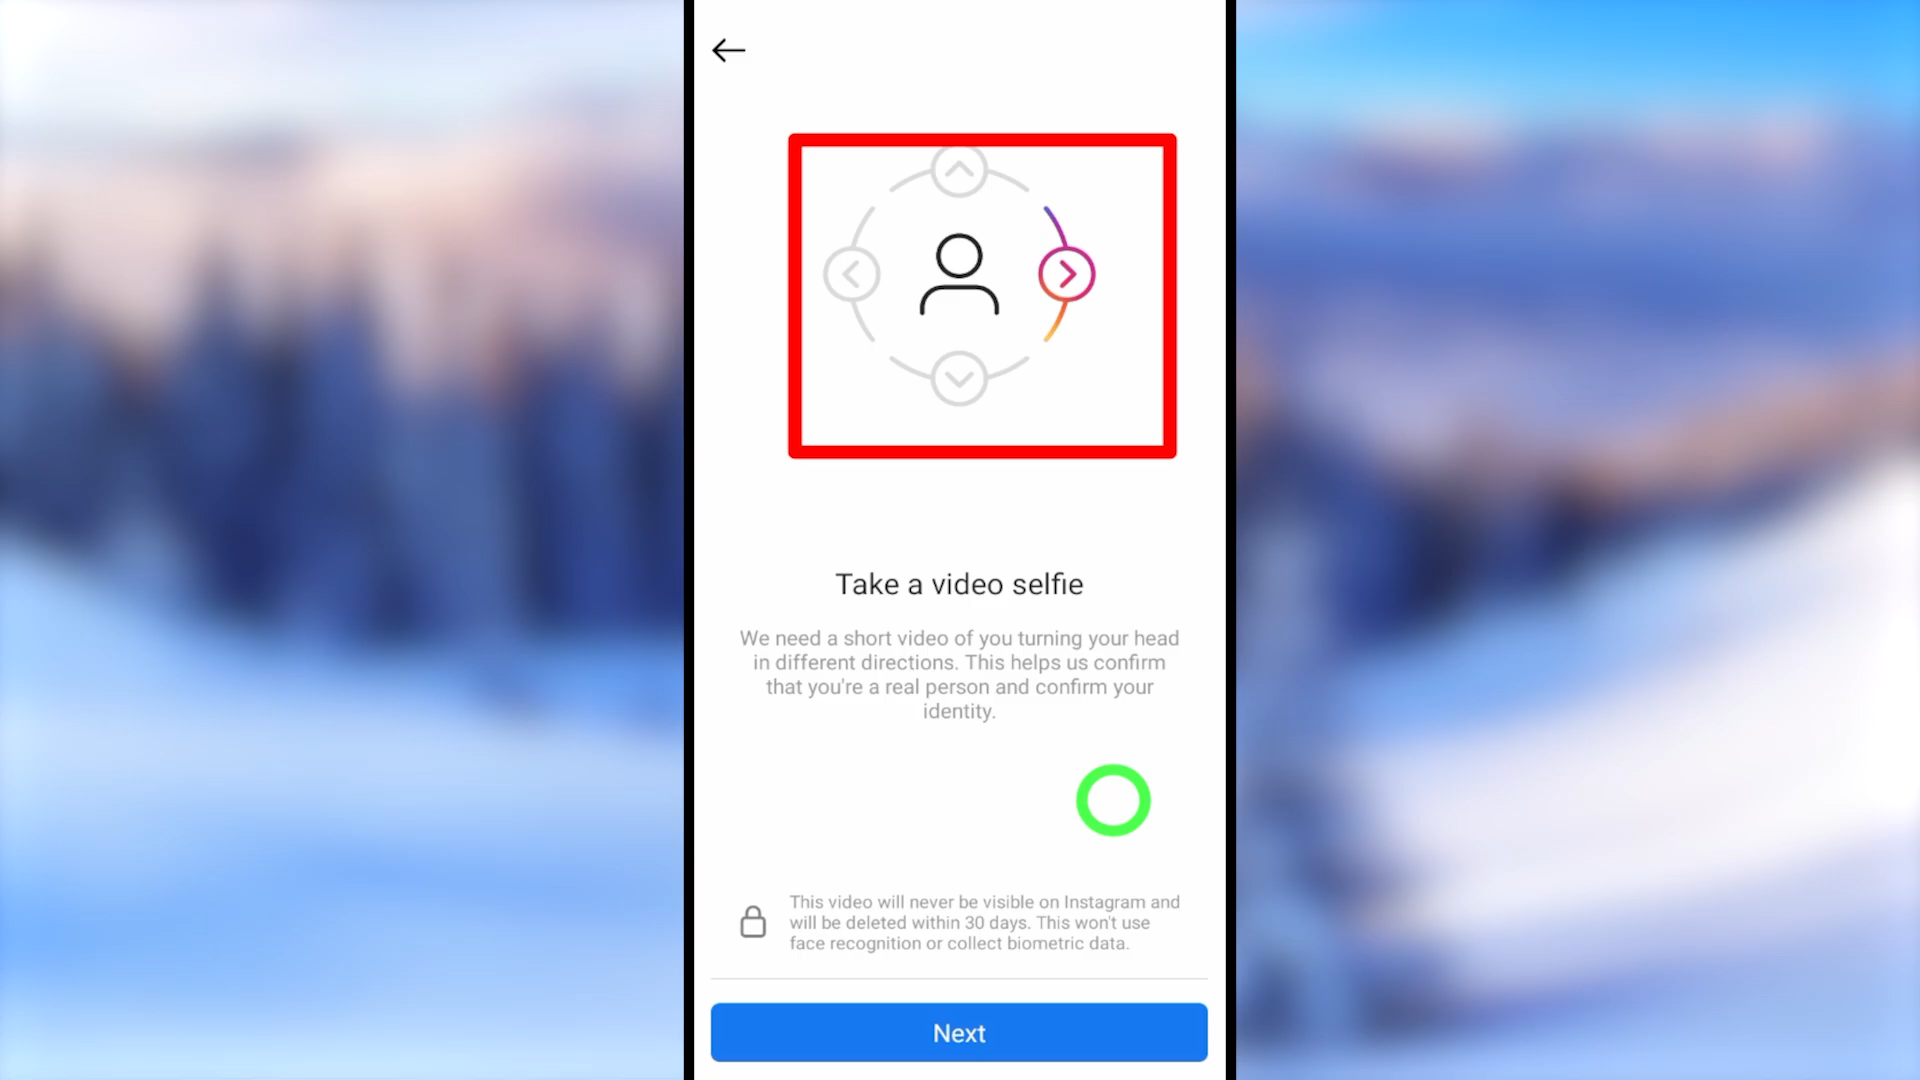 Take a video selfie
We need a short video of you turning your head
in different directions. This helps us confirm
that you're a real person and confirm your
identity.
This video will never be visible on Instagram and
will be deleted within 30 days. This won't use
face recognition or collect biometric data.
Next